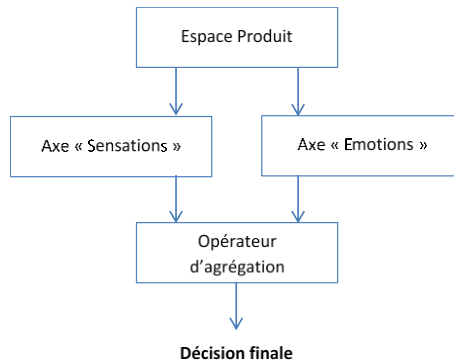 Espace Produit
Axe « Sensations »
Axe « Emotions »
Opérateur
d’agrégation
Décision finale